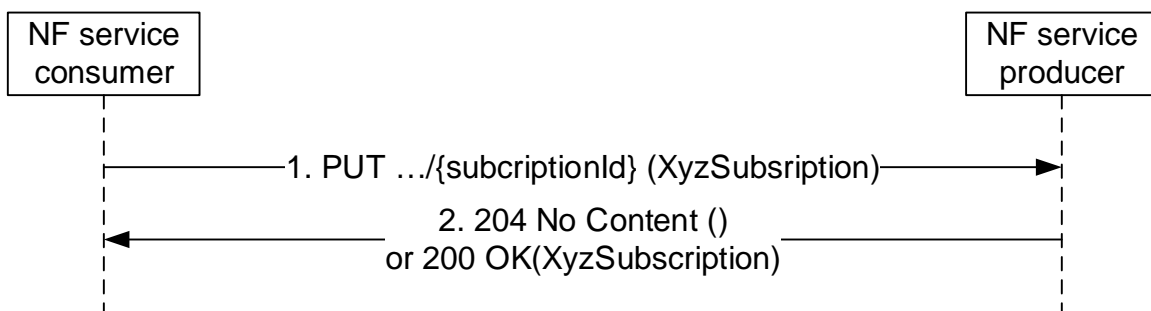 NF service
consumer
NF service
producer
1. PUT …/{subcriptionId} (XyzSubsription)
2. 204 No Content ()
or 200 OK(XyzSubscription)